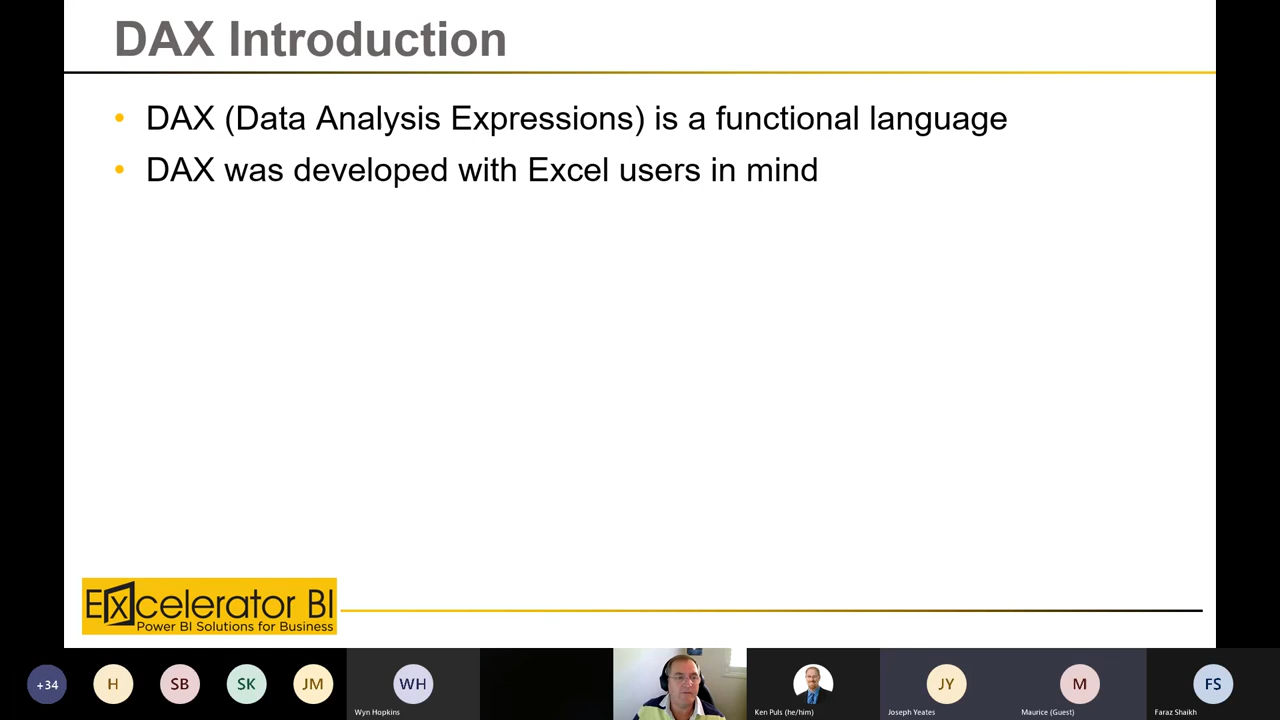 DAX Introduction
• DAX (Data Analysis Expressions) is a functional language
• DAX was developed with Excel users in mind
Excelerator BI
Power BI Solutions for Business
+34
H
SB
SK
JM
WH
JY
M
FS
Wyn Hopkins
Ken Puls (he/him)
Joseph Yeates
Maurice (Guest)
Faraz Shaikh